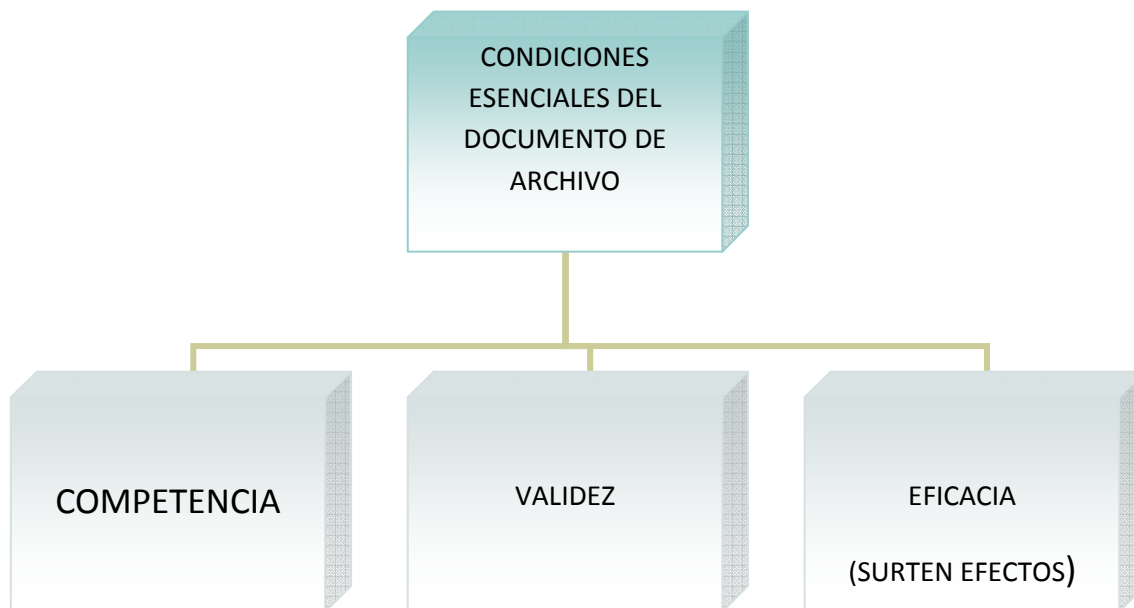 CONDICIONES
ESENCIALES DEL
DOCUMENTO DE
ARCHIVO
COMPETENCIA
VALIDEZ
EFICACIA
(SURTEN EFECTOS)